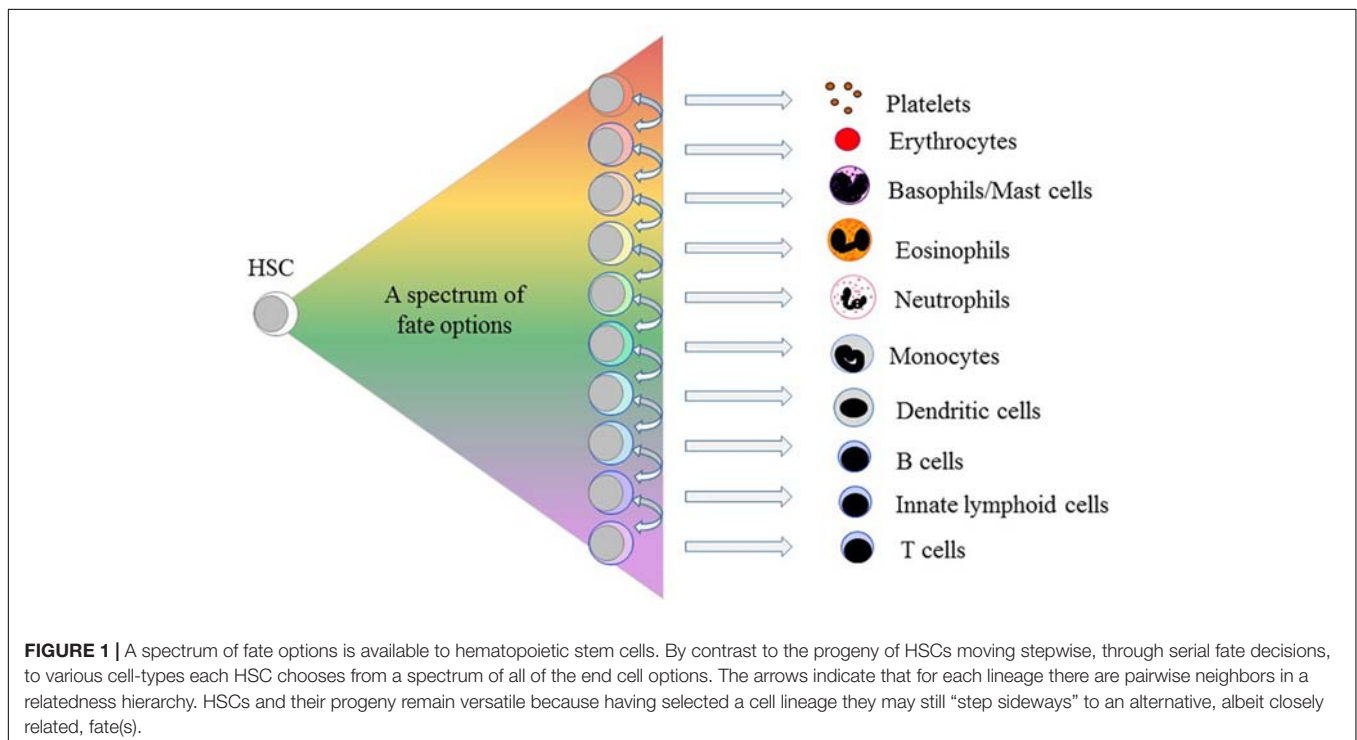 HSC
A spectrum of
fate options
Platelets
Erythrocytes
Basophils/Mast cells
Eosinophils
Neutrophils
Monocytes
Dendritic cells
B cells
Innate lymphoid cells
T cells
FIGURE 1 | A spectrum of fate options is available to hematopoietic stem cells. By contrast to the progeny of HSCs moving stepwise, through serial fate decisions,
to various cell-types each HSC chooses from a spectrum of all of the end cell options. The arrows indicate that for each lineage there are pairwise neighbors in a
relatedness hierarchy. HSCs and their progeny remain versatile because having selected a cell lineage they may still “step sideways” to an alternative, albeit closely
related, fate(s).